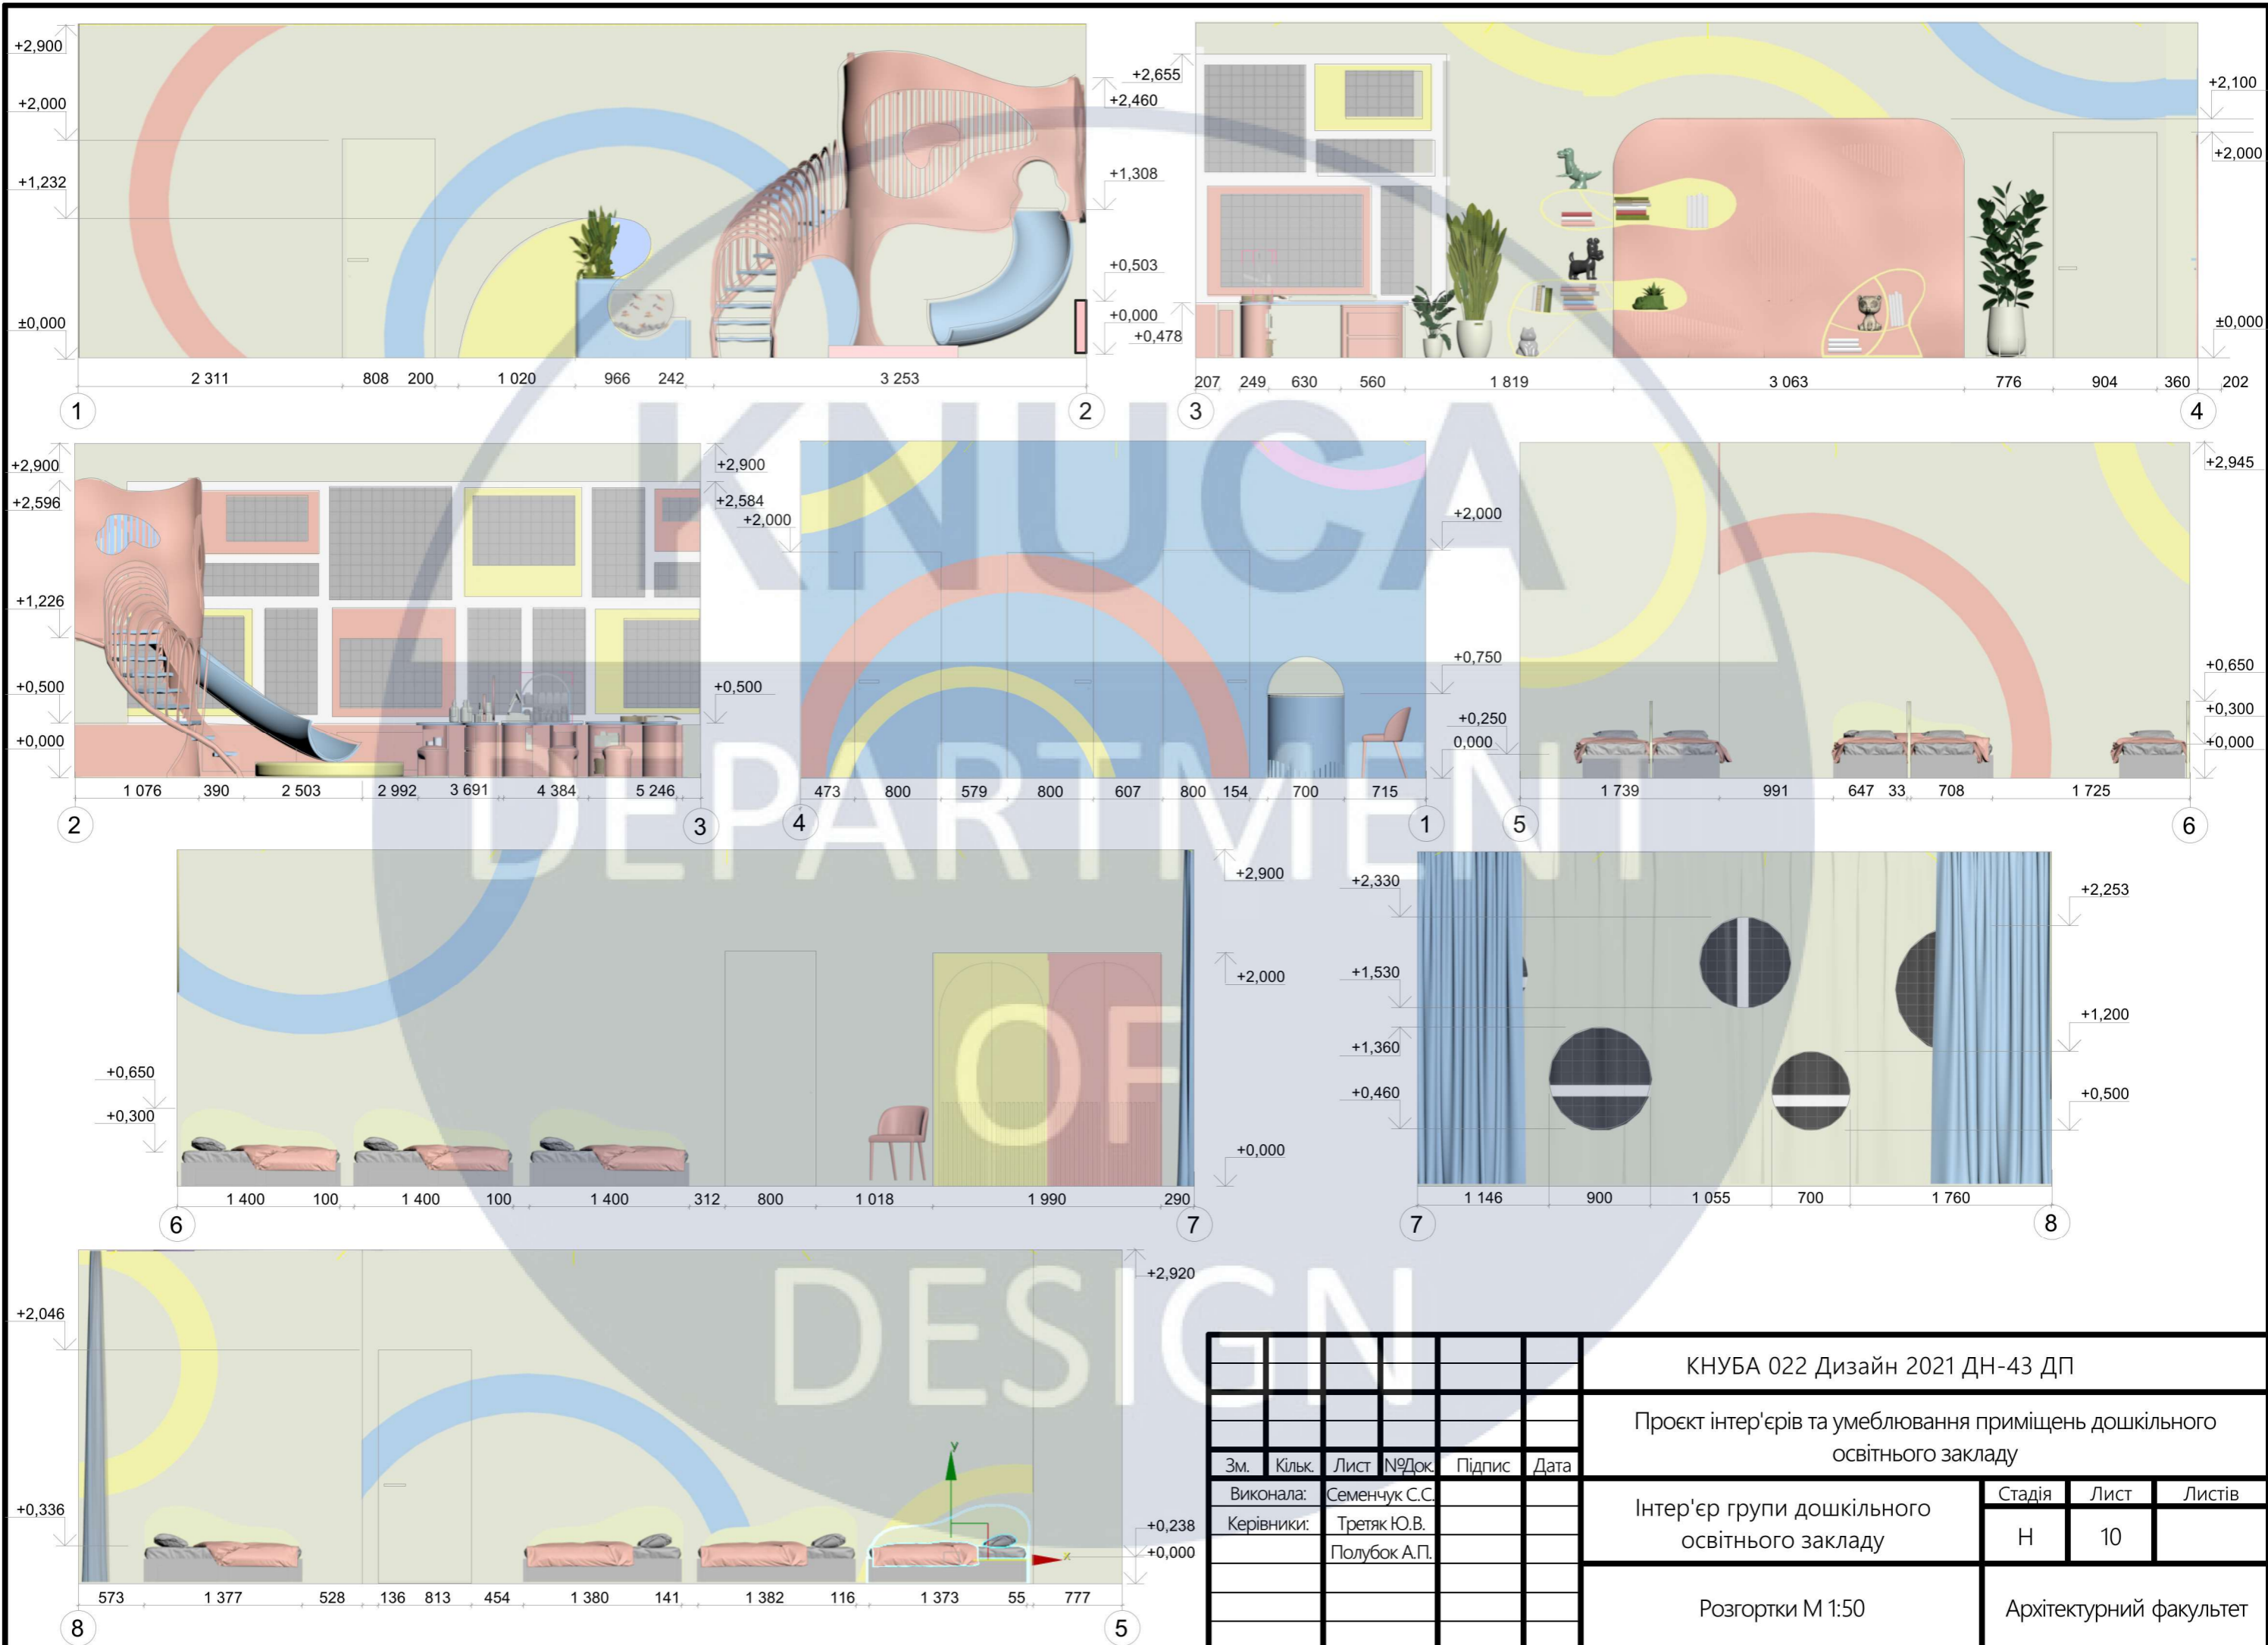 +2,900
+2,000
+1,232
±0,000
2 311 808 200 1 020 966 242 3 253
1 2
+2,655
+2,460
+1,308
+0,503
+0,000
+0,478
+2,100
+2,000
±0,000
207 249 630 560 1 819 3 063 776 904 360 202
3 4
+2,900
+2,596
+1,226
+0,500
+0,000
1 076 390 2 503 2 992 3 691 4 384 5 246
2 3
+2,900
+2,584
+2,000
+0,500
+2,000
+0,750
+0,250
0,000
473 800 579 800 607 800 154 700 715
4 1
+2,945
+0,650
+0,300
+0,000
1 739 991 647 33 708 1 725
5 6
+0,650
+0,300
+2,900
+2,000
+0,000
1 400 100 1 400 100 1 400 312 800 1 018 1 990 290
6 7
+2,330
+1,530
+1,360
+0,460
+2,253
+1,200
+0,500
1 146 900 1 055 700 1 760
7 8
+2,046
+0,336
+2,920
+0,238
+0,000
y
x
573 1 377 528 136 813 454 1 380 141 1 382 116 1 373 55 777
8 5
KNUCA
DEPARTMENT
OF
DESIGN
КНУБА 022 Дизайн 2021 ДН-43 ДП
Проєкт інтер'єрів та умеблювання приміщень дошкільного
освітнього закладу
Зм. Кільк. Лист №Док. Підпис Дата
Виконала: Семенчук С.С.
Керівники: Третяк Ю.В.
Полубок А.П.
Інтер'єр групи дошкільного
освітнього закладу
Стадія Лист Листів
Н 10
Розгортки М 1:50
Архітектурний факультет